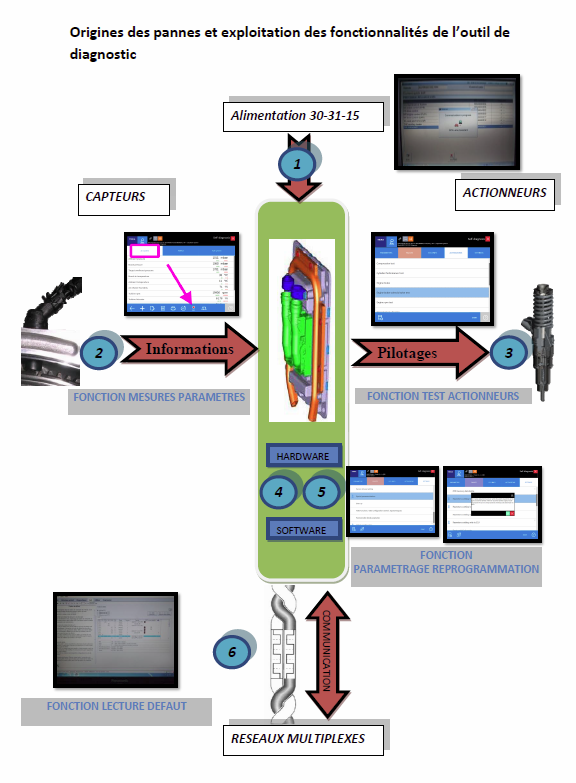 Origines des pannes et exploitation des fonctionnalités de l'outil de
diagnostic
Alimentation 30-31-15
1
CAPTEURS
ACTIONNEURS
2
Informations
Pilotages
3
FONCTION MESURES PARAMETRES
FONCTION TEST ACTIONNEURS
HARDWARE
4
5
SOFTWARE
FONCTION
PARAMETRAGE REPROGRAMMATION
COMMUNICATION
6
FONCTION LECTURE DEFAUT
RESEAUX MULTIPLEXES